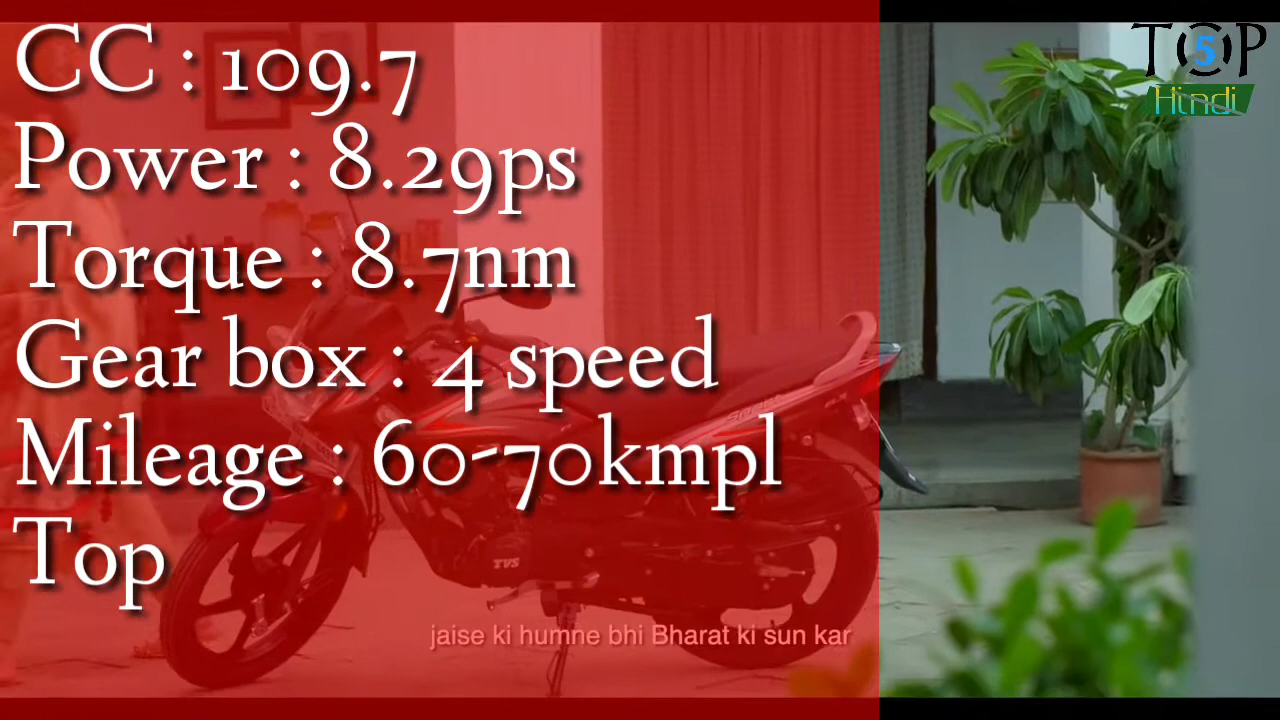 CC : 109.7
Power : 8.29ps
Torque : 8.7nm
Gear box : 4 speed
Mileage : 60-70kmpl
Top
TVS
jaise ki humne bhi Bharat ki sun kar
TOP
5
Hindi